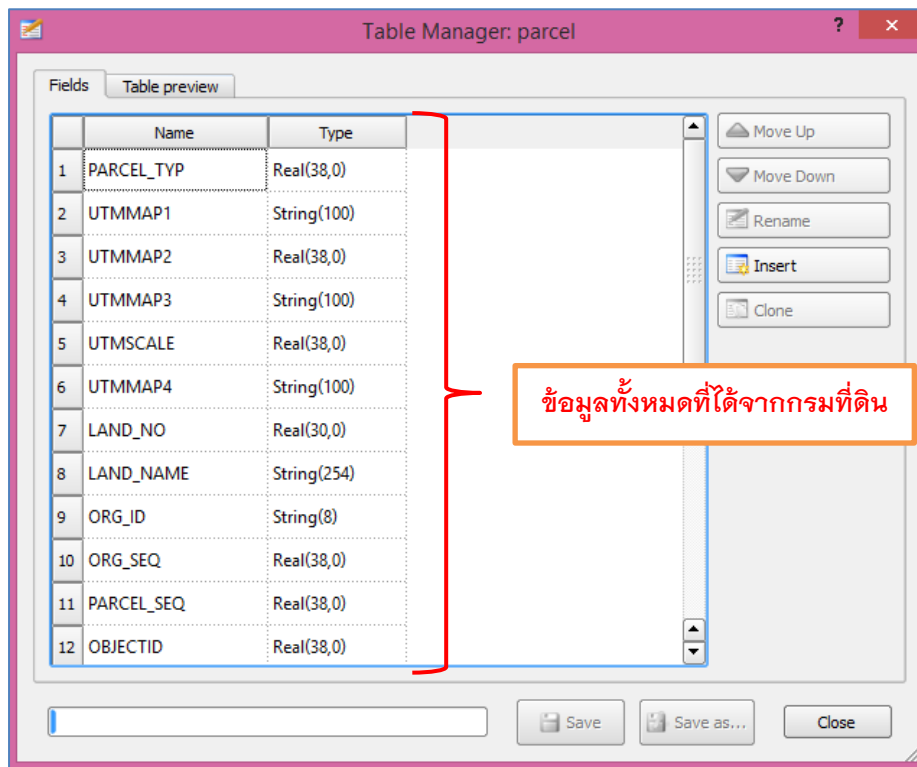 Table Manager: parcel
?
×
Fields Table preview
Name Type
1 PARCEL_TYP Real(38,0)
2 UTMMAP1 String(100)
3 UTMMAP2 Real(38,0)
4 UTMMAP3 String(100)
5 UTMSCALE Real(38,0)
6 UTMMAP4 String(100)
7 LAND_NO Real(30,0)
8 LAND_NAME String(254)
9 ORG_ID String(8)
10 ORG_SEQ Real(38,0)
11 PARCEL_SEQ Real(38,0)
12 OBJECTID Real(38,0)
Move Up
Move Down
Rename
Insert
Clone
ข้อมูลทั้งหมดที่ได้จากกรมที่ดิน
Save Save as... Close